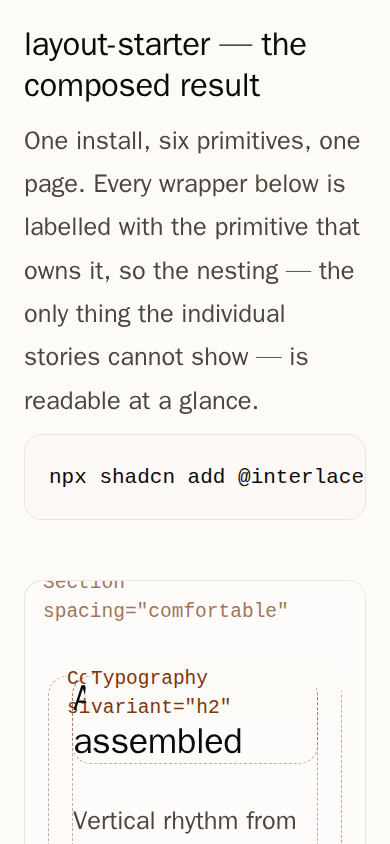 layout-starter — the
composed result
One install, six primitives, one
page. Every wrapper below is
labelled with the primitive that
owns it, so the nesting — the
only thing the individual
stories cannot show — is
readable at a glance.
npx shadcn add @interlace
Section
spacing="comfortable"
Typography
variant="h2"
assembled
Vertical rhythm from